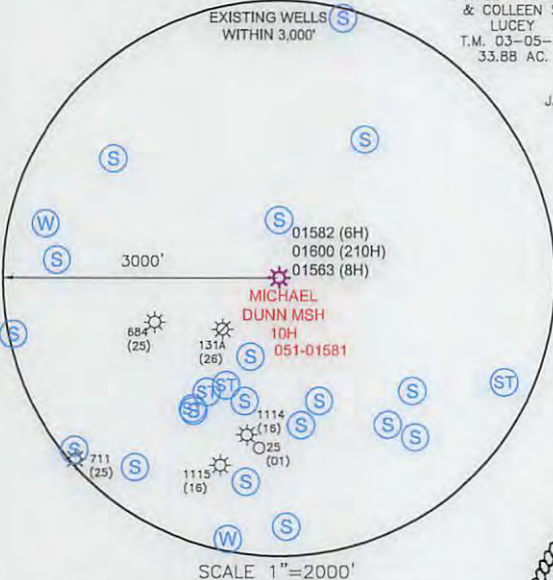 & COLLEEN S
LUCEY
T.M. 03-05-
33.88 AC.
J.
EXISTING WELLS
WITHIN 3,000'
S
S
S
W
S
S
01582 (6H)
01600 (210H)
01563 (8H)
3000'
MICHAEL
DUNN MSH
10H
051-01581
S
684
(25)
131A
(26)
S
ST
ST
ST
S
S
S
S
1114
(16)
25
(01)
S
S
S
S
711
(25)
S
1115
(16)
S
W
S
SCALE 1"=2000'